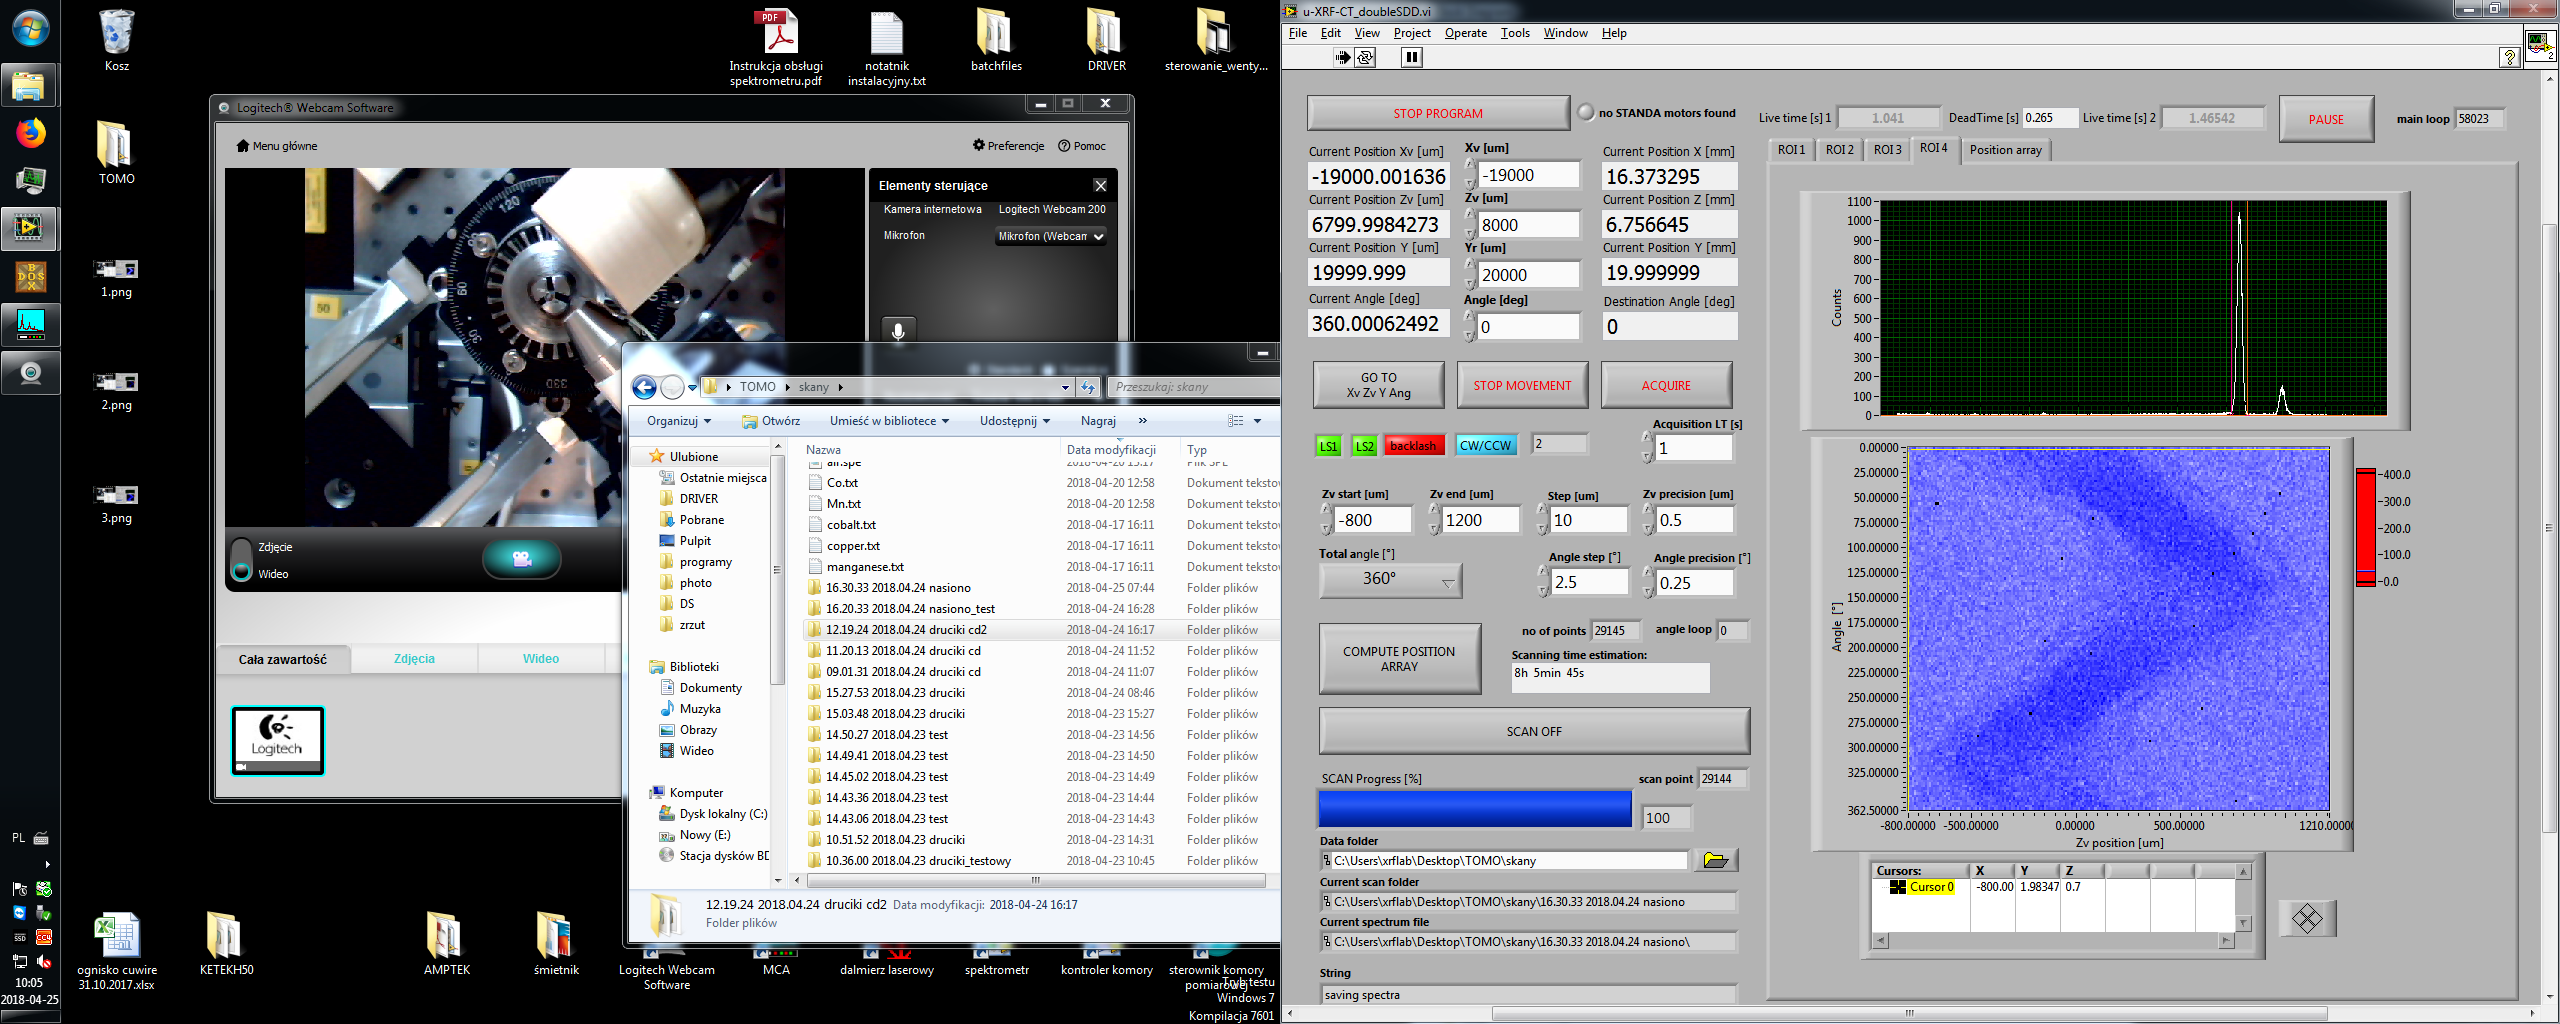 Kosz
TOMO
1.png
2.png
3.png
Instrukcja obsługi
spektrometru.pdf
notatnik
instalacyjny.txt
batchfiles
DRIVER
sterowanie_wenty...
Logitech® Webcam Software
Menu główne
Preferencje
Pomoc
Elementy sterujące
Kamera internetowa Logitech Webcam 200
Mikrofon Mikrofon (Webcam
Zdjęcie
Wideo
Cała zawartość
Zdjęcia
Wideo
Logitech
TOMO
skany
Przeszukaj: skany
Organizuj
Otwórz
Umieść w bibliotece
Udostępnij
Nagraj
»
Ulubione
Ostatnie miejsca
DRIVER
Pobrane
Pulpit
programy
photo
DS
zrzut
Biblioteki
Dokumenty
Muzyka
Obrazy
Wideo
Komputer
Dysk lokalny (C:)
Nowy (E:)
Stacja dysków BD
Nazwa Data modyfikacji Typ
air.spe 2018-04-20 13:17 Plik SPE
Co.txt 2018-04-20 12:58 Dokument teksto
Mn.txt 2018-04-20 12:58 Dokument teksto
cobalt.txt 2018-04-17 16:11 Dokument teksto
copper.txt 2018-04-17 16:11 Dokument teksto
manganese.txt 2018-04-17 16:11 Dokument teksto
16.30.33 2018.04.24 nasiono 2018-04-25 07:44 Folder plików
16.20.33 2018.04.24 nasiono_test 2018-04-24 16:28 Folder plików
12.19.24 2018.04.24 druciki cd2 2018-04-24 16:17 Folder plików
11.20.13 2018.04.24 druciki cd 2018-04-24 11:52 Folder plików
09.01.31 2018.04.24 druciki cd 2018-04-24 11:07 Folder plików
15.27.53 2018.04.23 druciki 2018-04-24 08:46 Folder plików
15.03.48 2018.04.23 druciki 2018-04-23 15:27 Folder plików
14.50.27 2018.04.23 test 2018-04-23 14:56 Folder plików
14.49.41 2018.04.23 test 2018-04-23 14:50 Folder plików
14.45.02 2018.04.23 test 2018-04-23 14:49 Folder plików
14.43.36 2018.04.23 test 2018-04-23 14:44 Folder plików
14.43.06 2018.04.23 test 2018-04-23 14:43 Folder plików
10.51.52 2018.04.23 druciki 2018-04-23 14:31 Folder plików
10.36.00 2018.04.23 druciki_testowy 2018-04-23 10:45 Folder plików
12.19.24 2018.04.24 druciki cd2 Data modyfikacji: 2018-04-24 16:17
Folder plików
PL
10:05
2018-04-25
ognisko cuwire
31.10.2017.xlsx
KETEKH50
AMPTEK
śmietnik
Logitech Webcam
Software
MCA
dalmierz laserowy
spektrometr
kontroler komory
sterownik komory
pomiarowej
Tryb testu
Windows 7
Kompilacja 7601
u-XRF-CT_doubleSDD.vi
File Edit View Project Operate Tools Window Help
STOP PROGRAM
no STANDA motors found
Live time [s] 1 1.041
DeadTime [s] 0.265
Live time [s] 2 1.46542
PAUSE
main loop 58023
Current Position Xv [um] Xv [um] Current Position X [mm]
-19000.001636 -19000 16.373295
Current Position Zv [um] Zv [um] Current Position Z [mm]
6799.9984273 8000 6.756645
Current Position Y [um] Yr [um] Current Position Y [mm]
19999.999 20000 19.999999
Current Angle [deg] Angle [deg] Destination Angle [deg]
360.00062492 0 0
GO TO
Xv Zv Y Ang
STOP MOVEMENT
ACQUIRE
LS1 LS2 backlash CW/CCW 2
Acquisition LT [s]
1
Zv start [um] Zv end [um] Step [um] Zv precision [um]
-800 1200 10 0.5
Total angle [°] Angle step [°] Angle precision [°]
360° 2.5 0.25
COMPUTE POSITION
ARRAY
no of points 29145 angle loop 0
Scanning time estimation:
8h 5min 45s
SCAN OFF
SCAN Progress [%] scan point 29144
100
Data folder
C:\Users\xrflab\Desktop\TOMO\skany
Current scan folder
C:\Users\xrflab\Desktop\TOMO\skany\16.30.33 2018.04.24 nasiono
Current spectrum file
C:\Users\xrflab\Desktop\TOMO\skany\16.30.33 2018.04.24 nasiono\
String
saving spectra
ROI 1 ROI 2 ROI 3 ROI 4 Position array
Counts
1100
1000
900
800
700
600
500
400
300
200
100
0
Angle [°]
0.00000
25.00000
50.00000
75.00000
100.00000
125.00000
150.00000
175.00000
200.00000
225.00000
250.00000
275.00000
300.00000
325.00000
362.50000
-800.00000 -500.00000 0.00000 500.00000 1210.0000
Zv position [um]
400.0
300.0
200.0
100.0
0.0
Cursors: X Y Z
Cursor 0 -800.00 1.98347 0.7